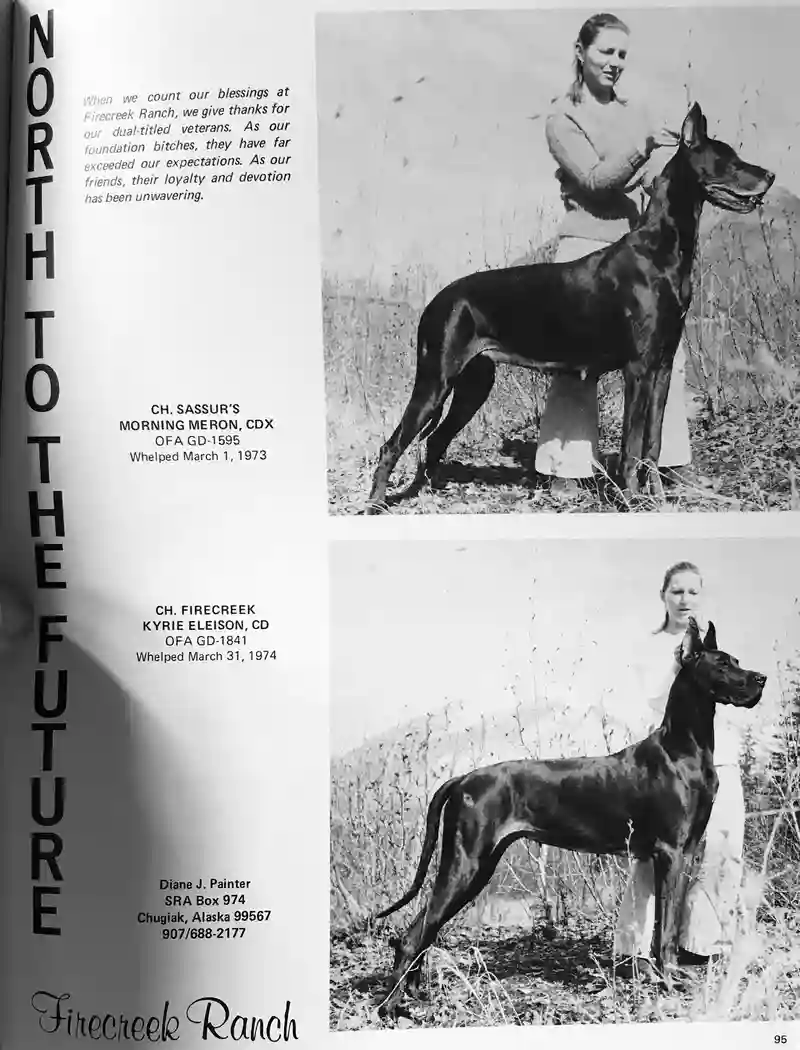 NORTH TO THE FUTURE
When we count our blessings at
Firecreek Ranch, we give thanks for
our dual-titled veterans. As our
foundation bitches, they have far
exceeded our expectations. As our
friends, their loyalty and devotion
has been unwavering.
CH. SASSUR'S
MORNING MERON, CDX
OFA GD-1595
Whelped March 1, 1973
CH. FIRECREEK
KYRIE ELEISON, CD
OFA GD-1841
Whelped March 31, 1974
Diane J. Painter
SRA Box 974
Chugiak, Alaska 99567
907/688-2177
Firecreek Ranch
95